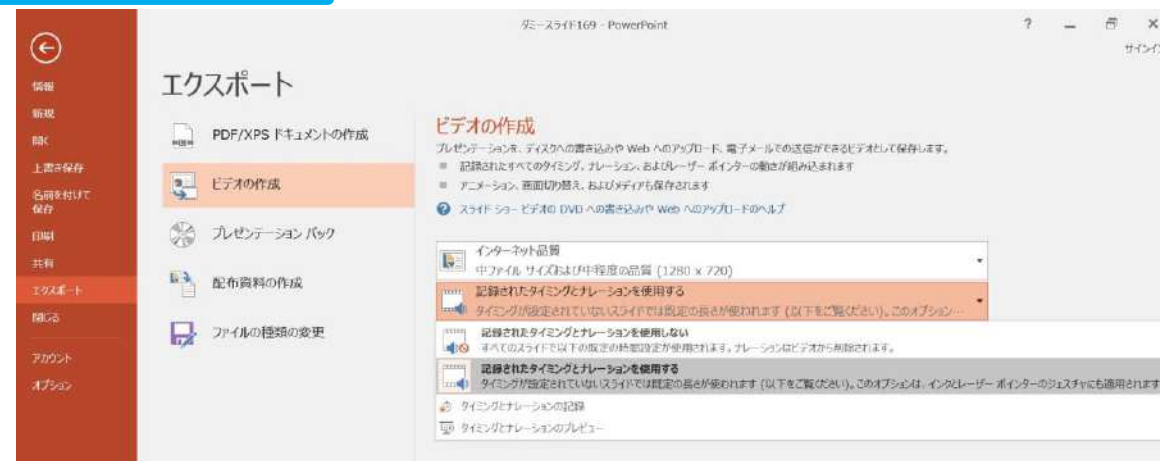 ダミースライド169 - PowerPoint
?
サインイン
情報
新規
開く
上書き保存
名前を付けて
保存
印刷
共有
エクスポート
閉じる
アカウント
オプション
エクスポート
PDF/XPS ドキュメントの作成
ビデオの作成
プレゼンテーション パック
配布資料の作成
ファイルの種類の変更
ビデオの作成
プレゼンテーションを、ディスクへの書き込みや Web へのアップロード、電子メールでの送信ができるビデオとして保存します。
記録されたすべてのタイミング、ナレーション、およびレーザー ポインターの動きが組み込まれます
アニメーション、画面切り替え、およびメディアも保存されます
スライド ショー ビデオの DVD への書き込みや Web へのアップロードのヘルプ
インターネット品質
中ファイル サイズおよび中程度の品質 (1280 x 720)
記録されたタイミングとナレーションを使用する
タイミングが設定されていないスライドでは既定の長さが使われます (以下をご覧ください)。このオプション…
記録されたタイミングとナレーションを使用しない
すべてのスライドで以下の既定の時間設定が使用されます。ナレーションはビデオから削除されます。
記録されたタイミングとナレーションを使用する
タイミングが設定されていないスライドでは既定の長さが使われます (以下をご覧ください)。このオプションは、インクとレーザー ポインターのジェスチャにも適用されます
タイミングとナレーションの記録
タイミングとナレーションのプレビュー